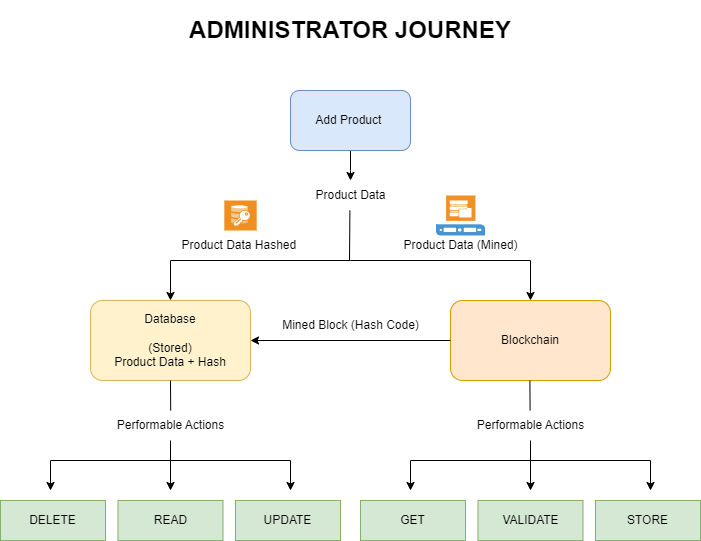 ADMINISTRATOR JOURNEY
Add Product
Product Data
Product Data Hashed
Product Data (Mined)
Database
(Stored)
Product Data + Hash
Mined Block (Hash Code)
Blockchain
Performable Actions
Performable Actions
DELETE
READ
UPDATE
GET
VALIDATE
STORE